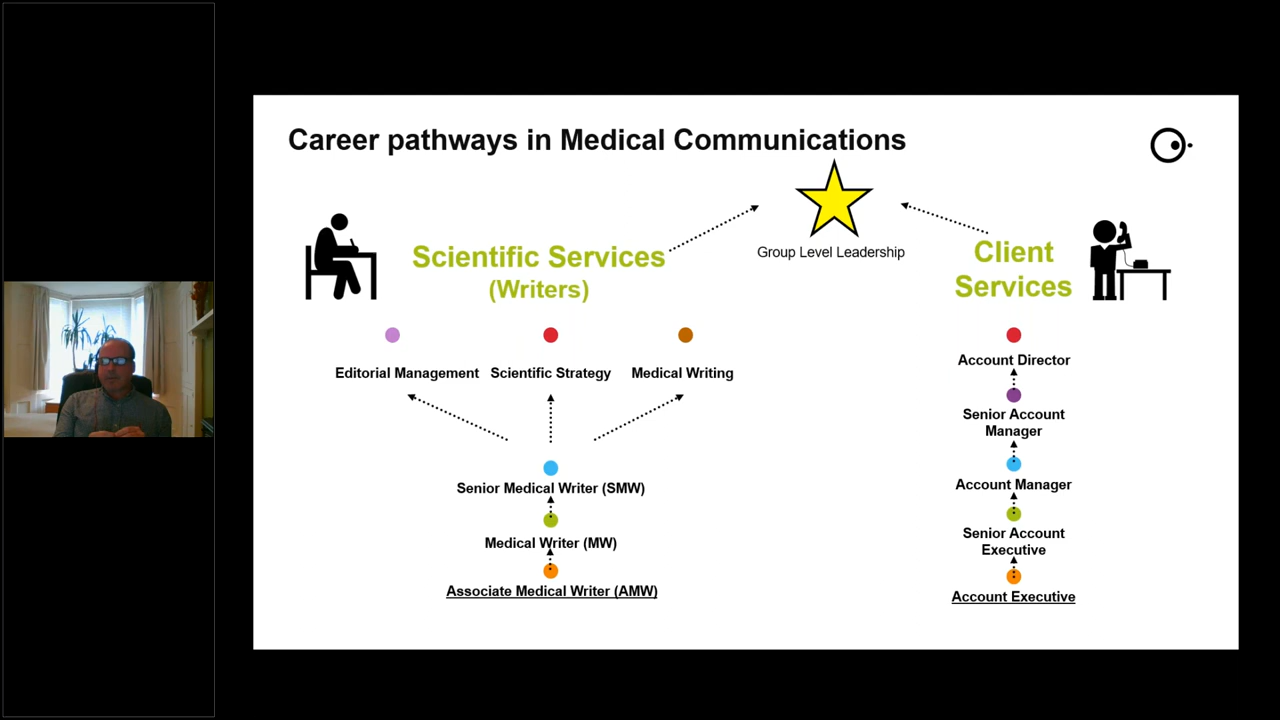 Career pathways in Medical Communications
Group Level Leadership
Scientific Services
(Writers)
Client
Services
Editorial Management
Scientific Strategy
Medical Writing
Senior Medical Writer (SMW)
Medical Writer (MW)
Associate Medical Writer (AMW)
Account Director
Senior Account
Manager
Account Manager
Senior Account
Executive
Account Executive